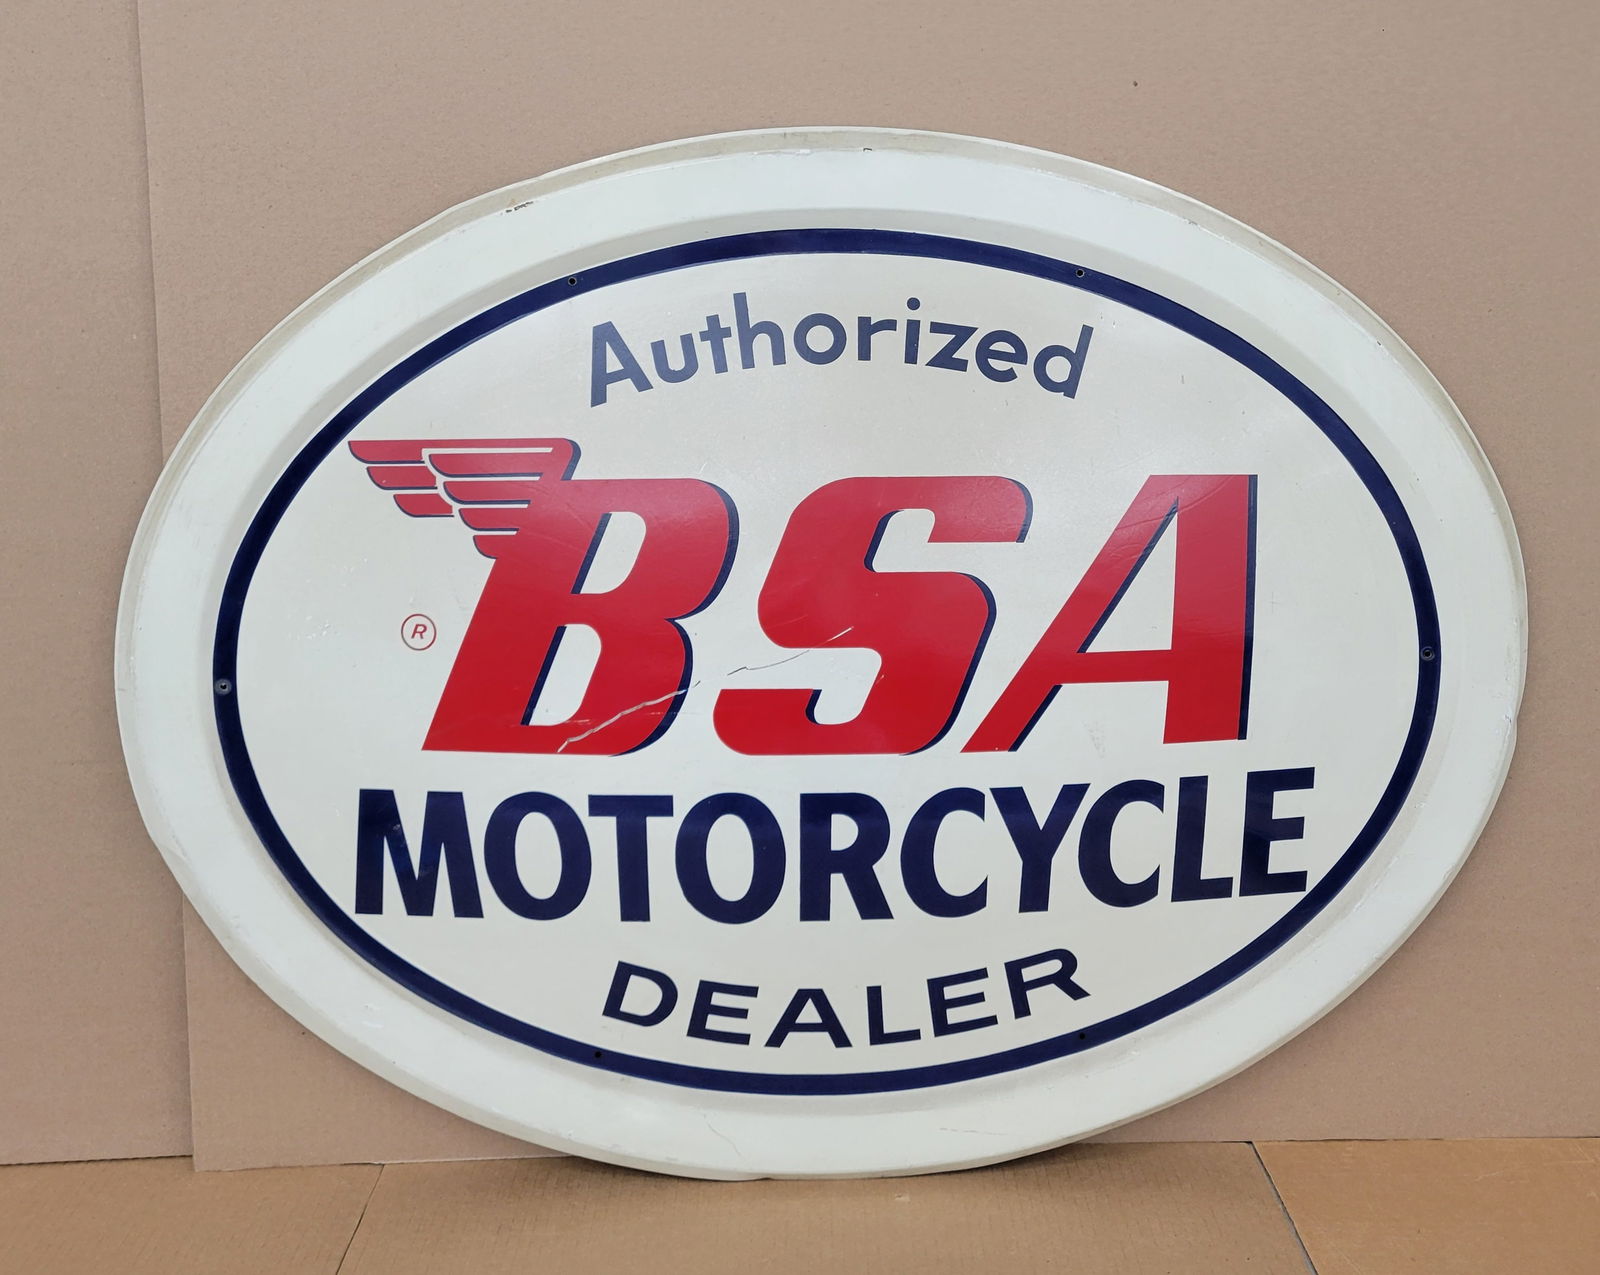 Authorized
BSA
®
MOTORCYCLE
DEALER